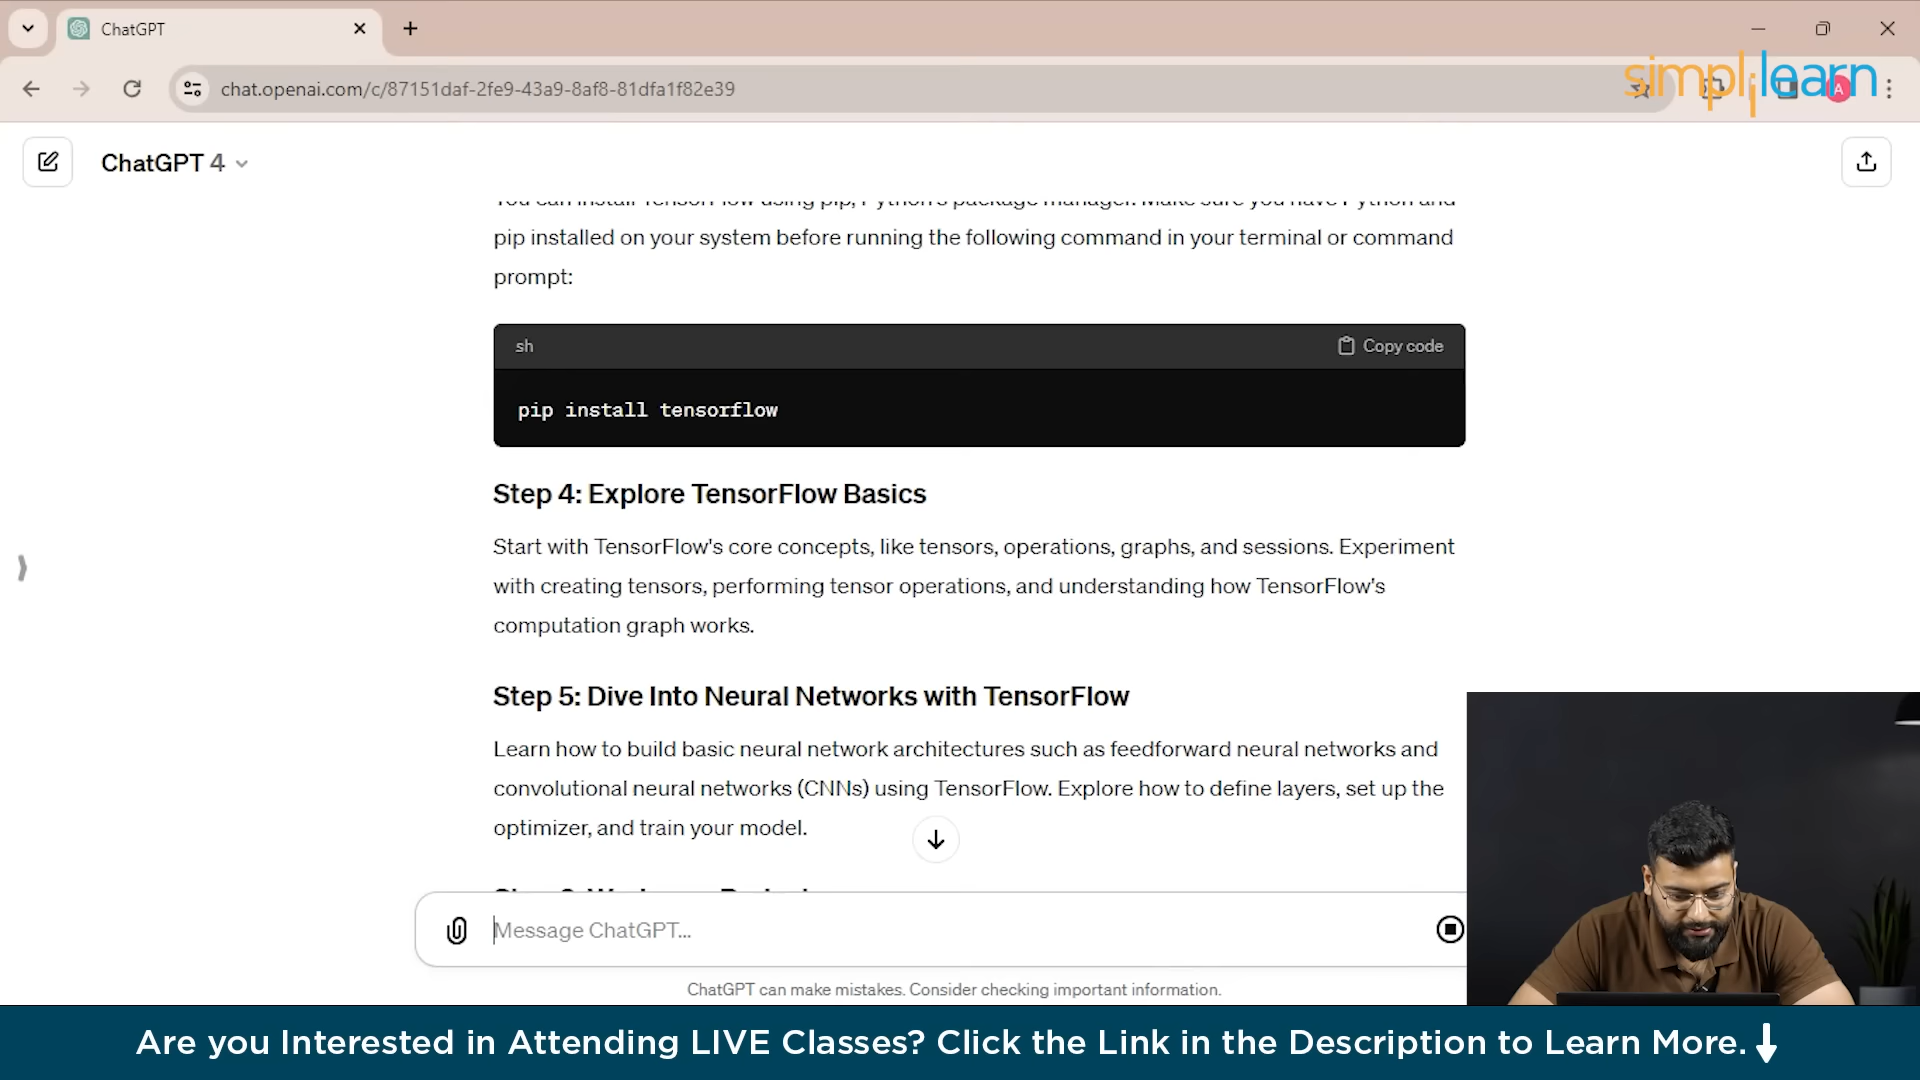 ChatGPT
chat.openai.com/c/87151daf-2fe9-43a9-8af8-81dfa1f82e39
simplilearn
A
ChatGPT 4
You can install TensorFlow using pip, Python's package manager. Make sure you have Python and
pip installed on your system before running the following command in your terminal or command
prompt:
sh
Copy code
pip install tensorflow
Step 4: Explore TensorFlow Basics
Start with TensorFlow's core concepts, like tensors, operations, graphs, and sessions. Experiment
with creating tensors, performing tensor operations, and understanding how TensorFlow's
computation graph works.
Step 5: Dive Into Neural Networks with TensorFlow
Learn how to build basic neural network architectures such as feedforward neural networks and
convolutional neural networks (CNNs) using TensorFlow. Explore how to define layers, set up the
optimizer, and train your model.
Message ChatGPT...
ChatGPT can make mistakes. Consider checking important information.
Are you Interested in Attending LIVE Classes? Click the Link in the Description to Learn More.